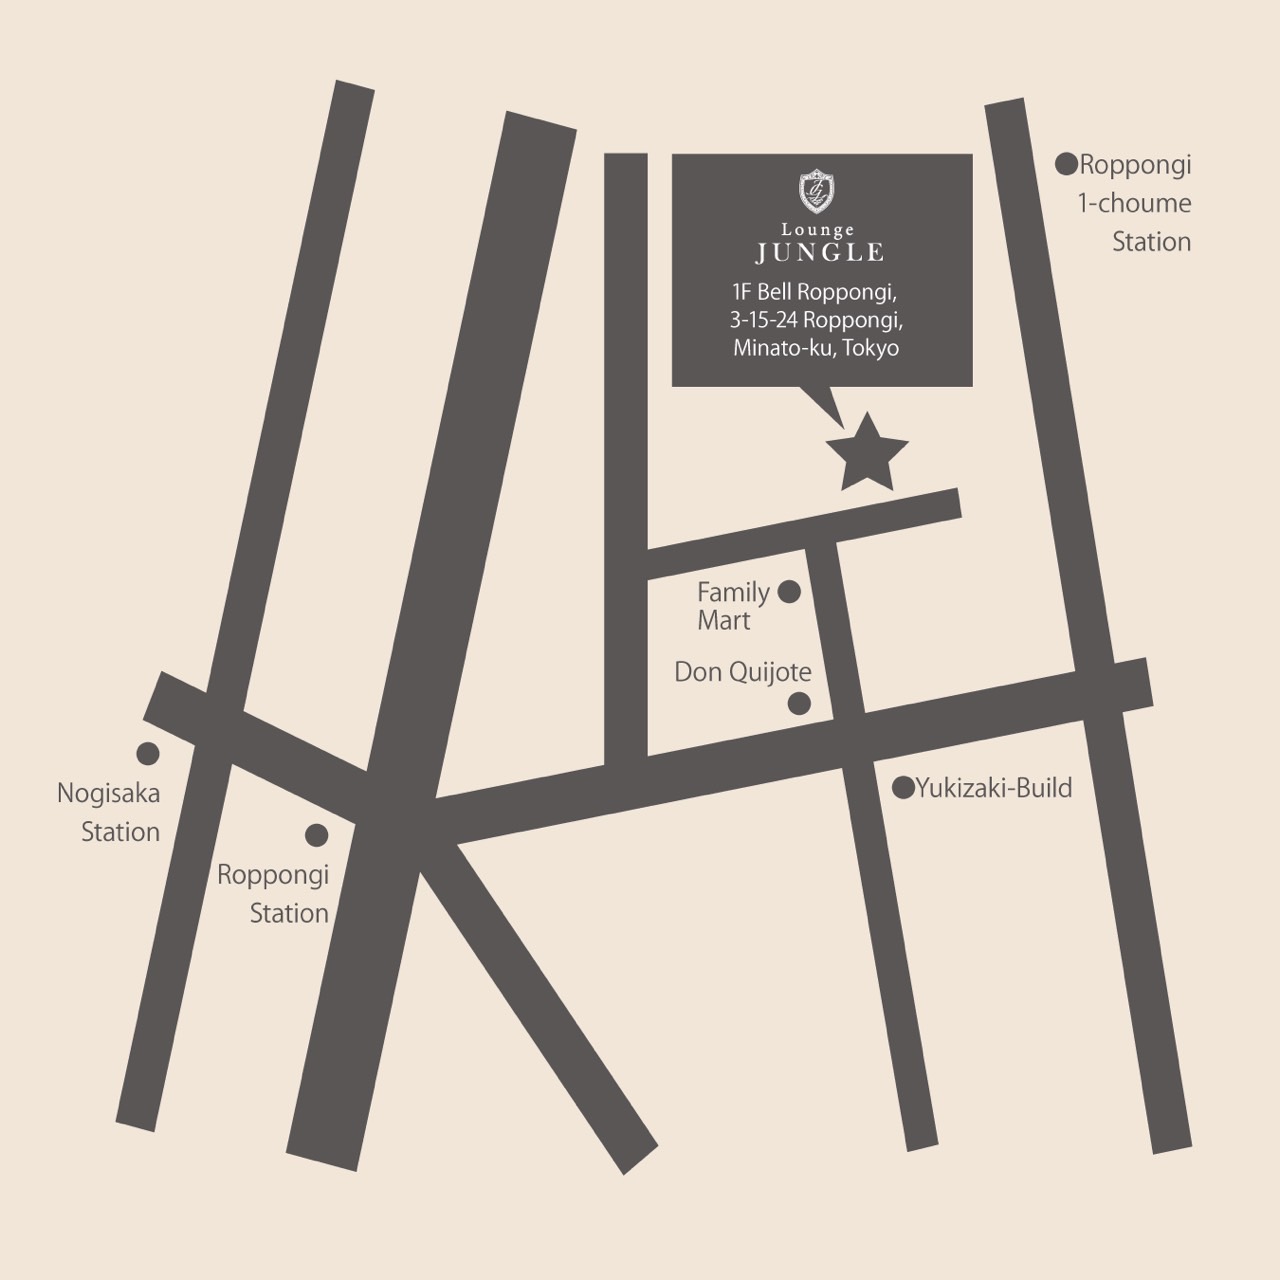 Roppongi
1-choume
Station
Lounge
JUNGLE
1F Bell Roppongi,
3-15-24 Roppongi,
Minato-ku, Tokyo
Family
Mart
Don Quijote
Yukizaki-Build
Nogisaka
Station
Roppongi
Station